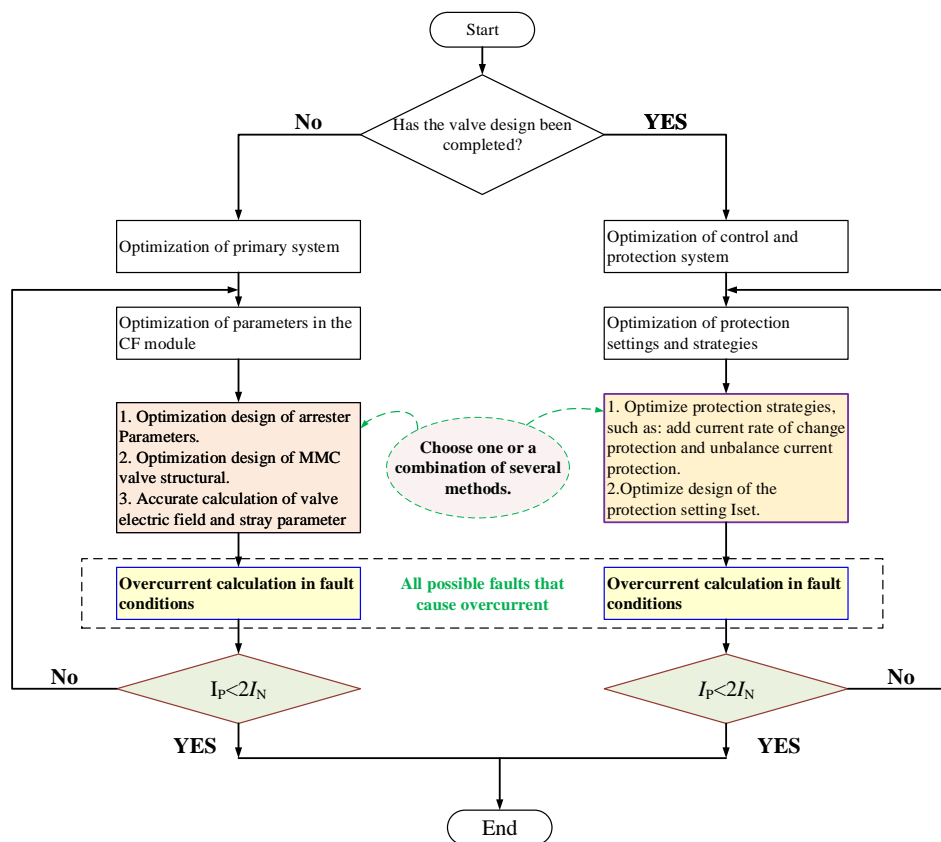 Start
Has the valve design been
completed?
No
YES
Optimization of primary system
Optimization of control and
protection system
Optimization of parameters in the
CF module
Optimization of protection
settings and strategies
1. Optimization design of arrester
Parameters.
2. Optimization design of MMC
valve structural.
3. Accurate calculation of valve
electric field and stray parameter
Choose one or a
combination of several
methods.
1. Optimize protection strategies,
such as: add current rate of change
protection and unbalance current
protection.
2.Optimize design of the
protection setting Iset.
Overcurrent calculation in fault
conditions
All possible faults that
cause overcurrent
Overcurrent calculation in fault
conditions
No
I_P<2I_N
I_P<2I_N
No
YES
YES
End